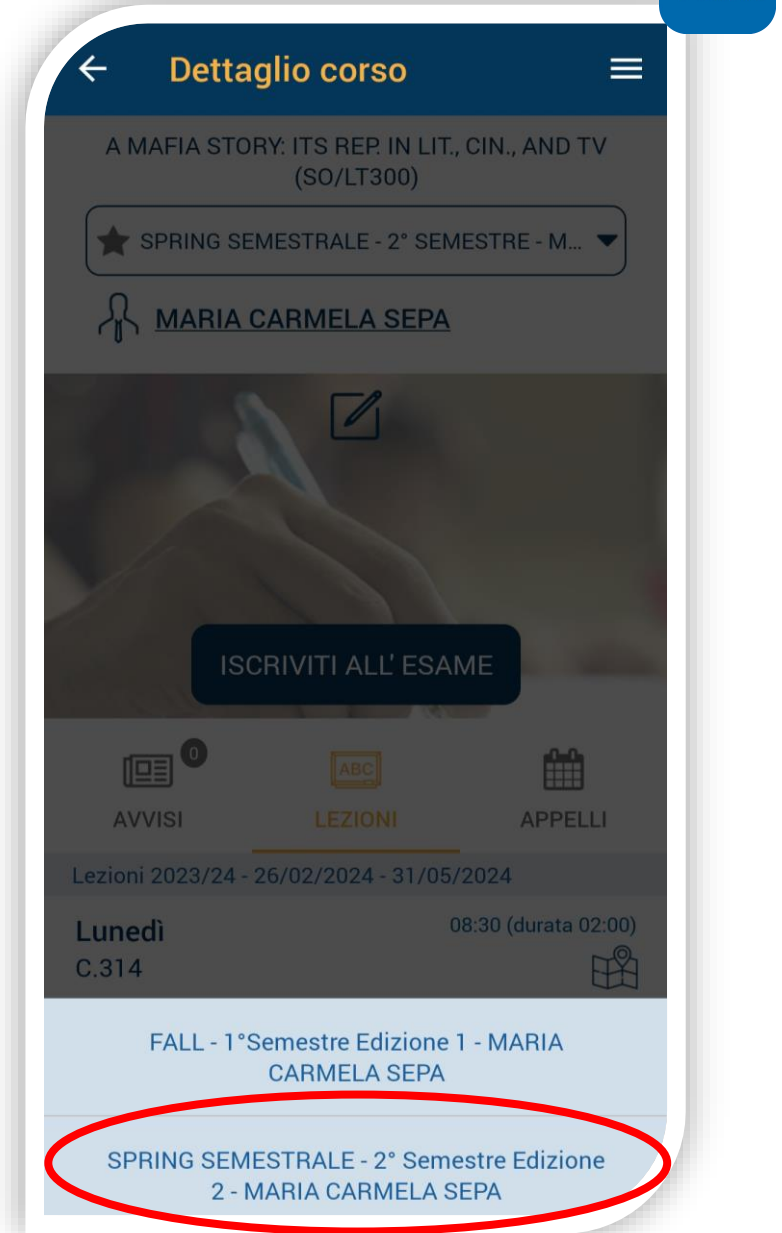 Dettaglio corso
A MAFIA STORY: ITS REP. IN LIT., CIN., AND TV
(SO/LT300)
SPRING SEMESTRALE - 2° SEMESTRE - M...
MARIA CARMELA SEPA
ISCRIVITI ALL' ESAME
0
ABC
AVVISI
LEZIONI
APPELLI
Lezioni 2023/24 - 26/02/2024 - 31/05/2024
Lunedì
08:30 (durata 02:00)
C.314
FALL - 1°Semestre Edizione 1 - MARIA
CARMELA SEPA
SPRING SEMESTRALE - 2° Semestre Edizione
2 - MARIA CARMELA SEPA